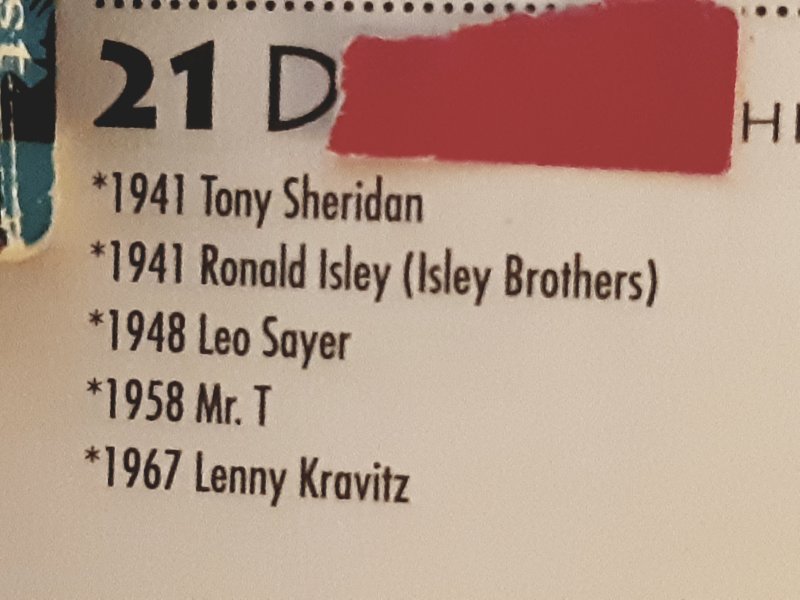 21 D
*1941 Tony Sheridan
*1941 Ronald Isley (Isley Brothers)
*1948 Leo Sayer
*1958 Mr. T
*1967 Lenny Kravitz